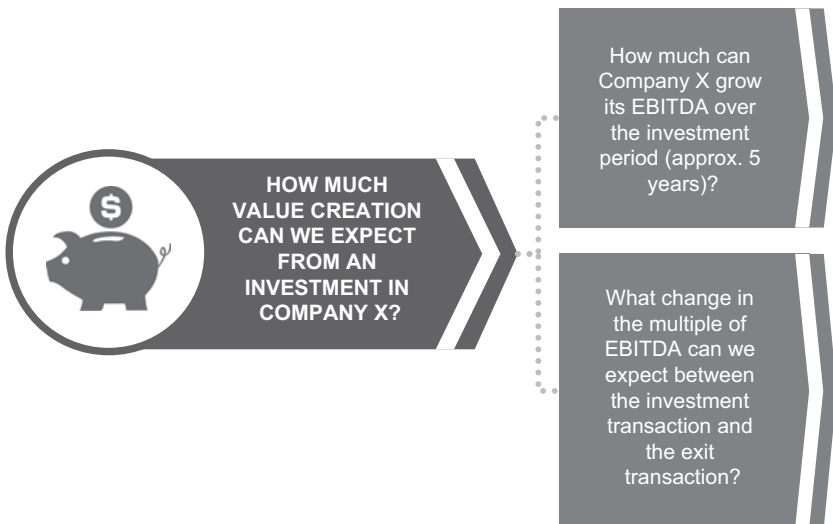 $
HOW MUCH
VALUE CREATION
CAN WE EXPECT
FROM AN
INVESTMENT IN
COMPANY X?
How much can
Company X grow
its EBITDA over
the investment
period (approx. 5
years)?
What change in
the multiple of
EBITDA can we
expect between
the investment
transaction and
the exit
transaction?